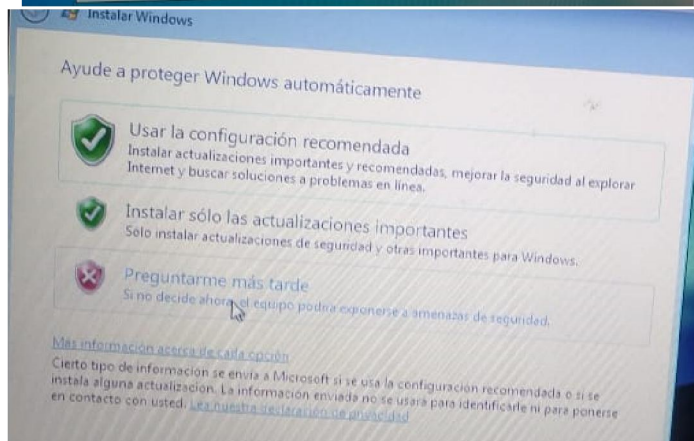 Instalar Windows
Ayude a proteger Windows automáticamente
Usar la configuración recomendada
Instalar actualizaciones importantes y recomendadas, mejorar la seguridad al explorar
Internet y buscar soluciones a problemas en línea.
Instalar sólo las actualizaciones importantes
Sólo instalar actualizaciones de seguridad y otras importantes para Windows.
Preguntarme más tarde
Si no decide ahora, el equipo podría exponerse a amenazas de seguridad.
Más información acerca de cada opción
Cierto tipo de información se envía a Microsoft si se usa la configuración recomendada o si se
instala alguna actualización. La información enviada no se usará para identificarle ni para ponerse
en contacto con usted. Lea nuestra declaración de privacidad